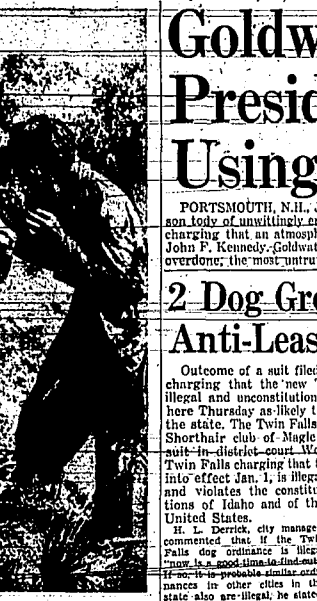 Goldw
Presid
Using
PORTSMOUTH, N.H., J
son tody of unwittingly en
charging that an atmosph
John F. Kennedy. Goldwat
overdone, the most untru
2 Dog Gro
Anti-Leas
Outcome of a suit filed
charging that the new T
illegal and unconstitution
here Thursday as likely t
the state. The Twin Falls
Shorthair club of Magic
suit in district court We
Twin Falls charging that t
into effect Jan. 1, is illega
and violates the constitu
tions of Idaho and of th
United States.
H. L. Derrick, city manage
commented that if the Twi
Falls dog ordinance is illeg
"now is a good time to find out
If so, it is probable similar ord
nances in other cities in th
state also are illegal, he state